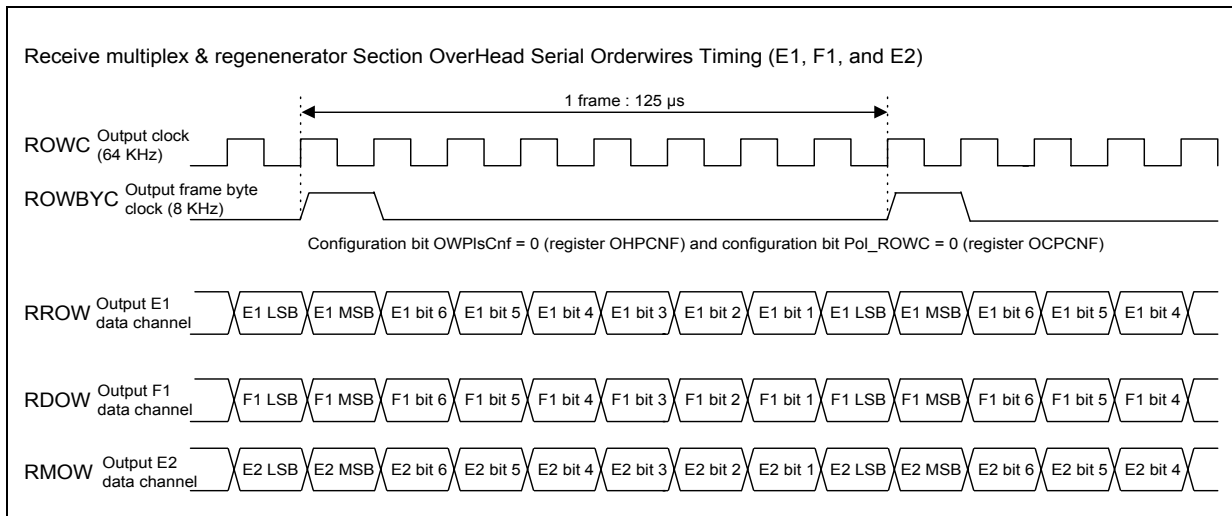 Receive multiplex & regenenerator Section OverHead Serial Orderwires Timing (E1, F1, and E2)
1 frame : 125 µs
ROWC Output clock
(64 KHz)
ROWBYC Output frame byte
clock (8 KHz)
Configuration bit OWPlsCnf = 0 (register OHPCNF) and configuration bit Pol_ROWC = 0 (register OCPCNF)
RROW Output E1
data channel
E1 LSB E1 MSB E1 bit 6 E1 bit 5 E1 bit 4 E1 bit 3 E1 bit 2 E1 bit 1 E1 LSB E1 MSB E1 bit 6 E1 bit 5 E1 bit 4
RDOW Output F1
data channel
F1 LSB F1 MSB F1 bit 6 F1 bit 5 F1 bit 4 F1 bit 3 F1 bit 2 F1 bit 1 F1 LSB F1 MSB F1 bit 6 F1 bit 5 F1 bit 4
RMOW Output E2
data channel
E2 LSB E2 MSB E2 bit 6 E2 bit 5 E2 bit 4 E2 bit 3 E2 bit 2 E2 bit 1 E2 LSB E2 MSB E2 bit 6 E2 bit 5 E2 bit 4